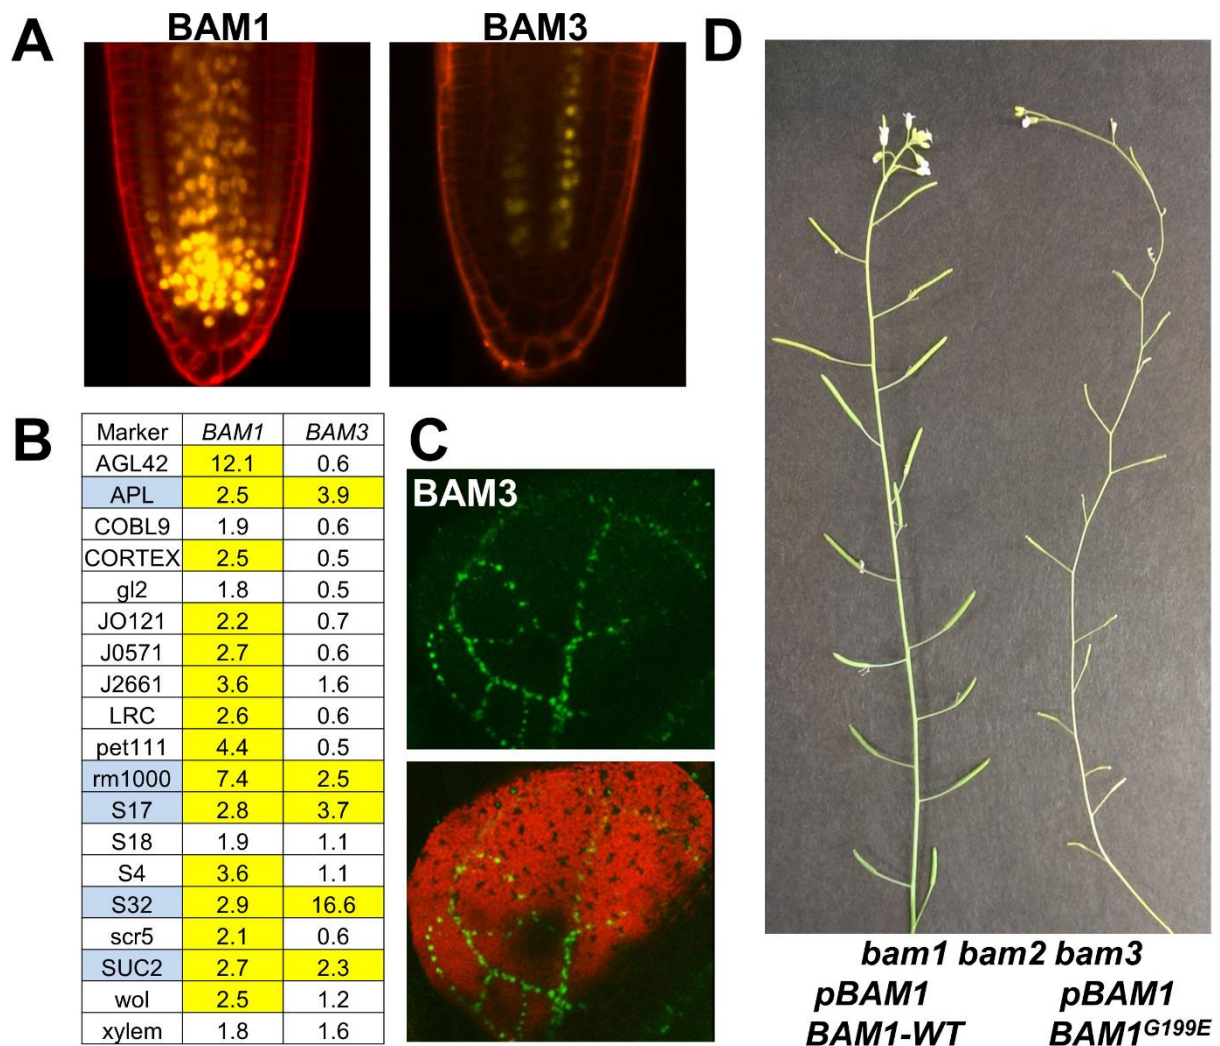 A
BAM1
BAM3
D
B
Marker BAM1 BAM3
AGL42 12.1 0.6
APL 2.5 3.9
COBL9 1.9 0.6
CORTEX 2.5 0.5
gl2 1.8 0.5
JO121 2.2 0.7
J0571 2.7 0.6
J2661 3.6 1.6
LRC 2.6 0.6
pet111 4.4 0.5
rm1000 7.4 2.5
S17 2.8 3.7
S18 1.9 1.1
S4 3.6 1.1
S32 2.9 16.6
scr5 2.1 0.6
SUC2 2.7 2.3
wol 2.5 1.2
xylem 1.8 1.6
C
BAM3
bam1 bam2 bam3
pBAM1
BAM1-WT
pBAM1
BAM1G199E